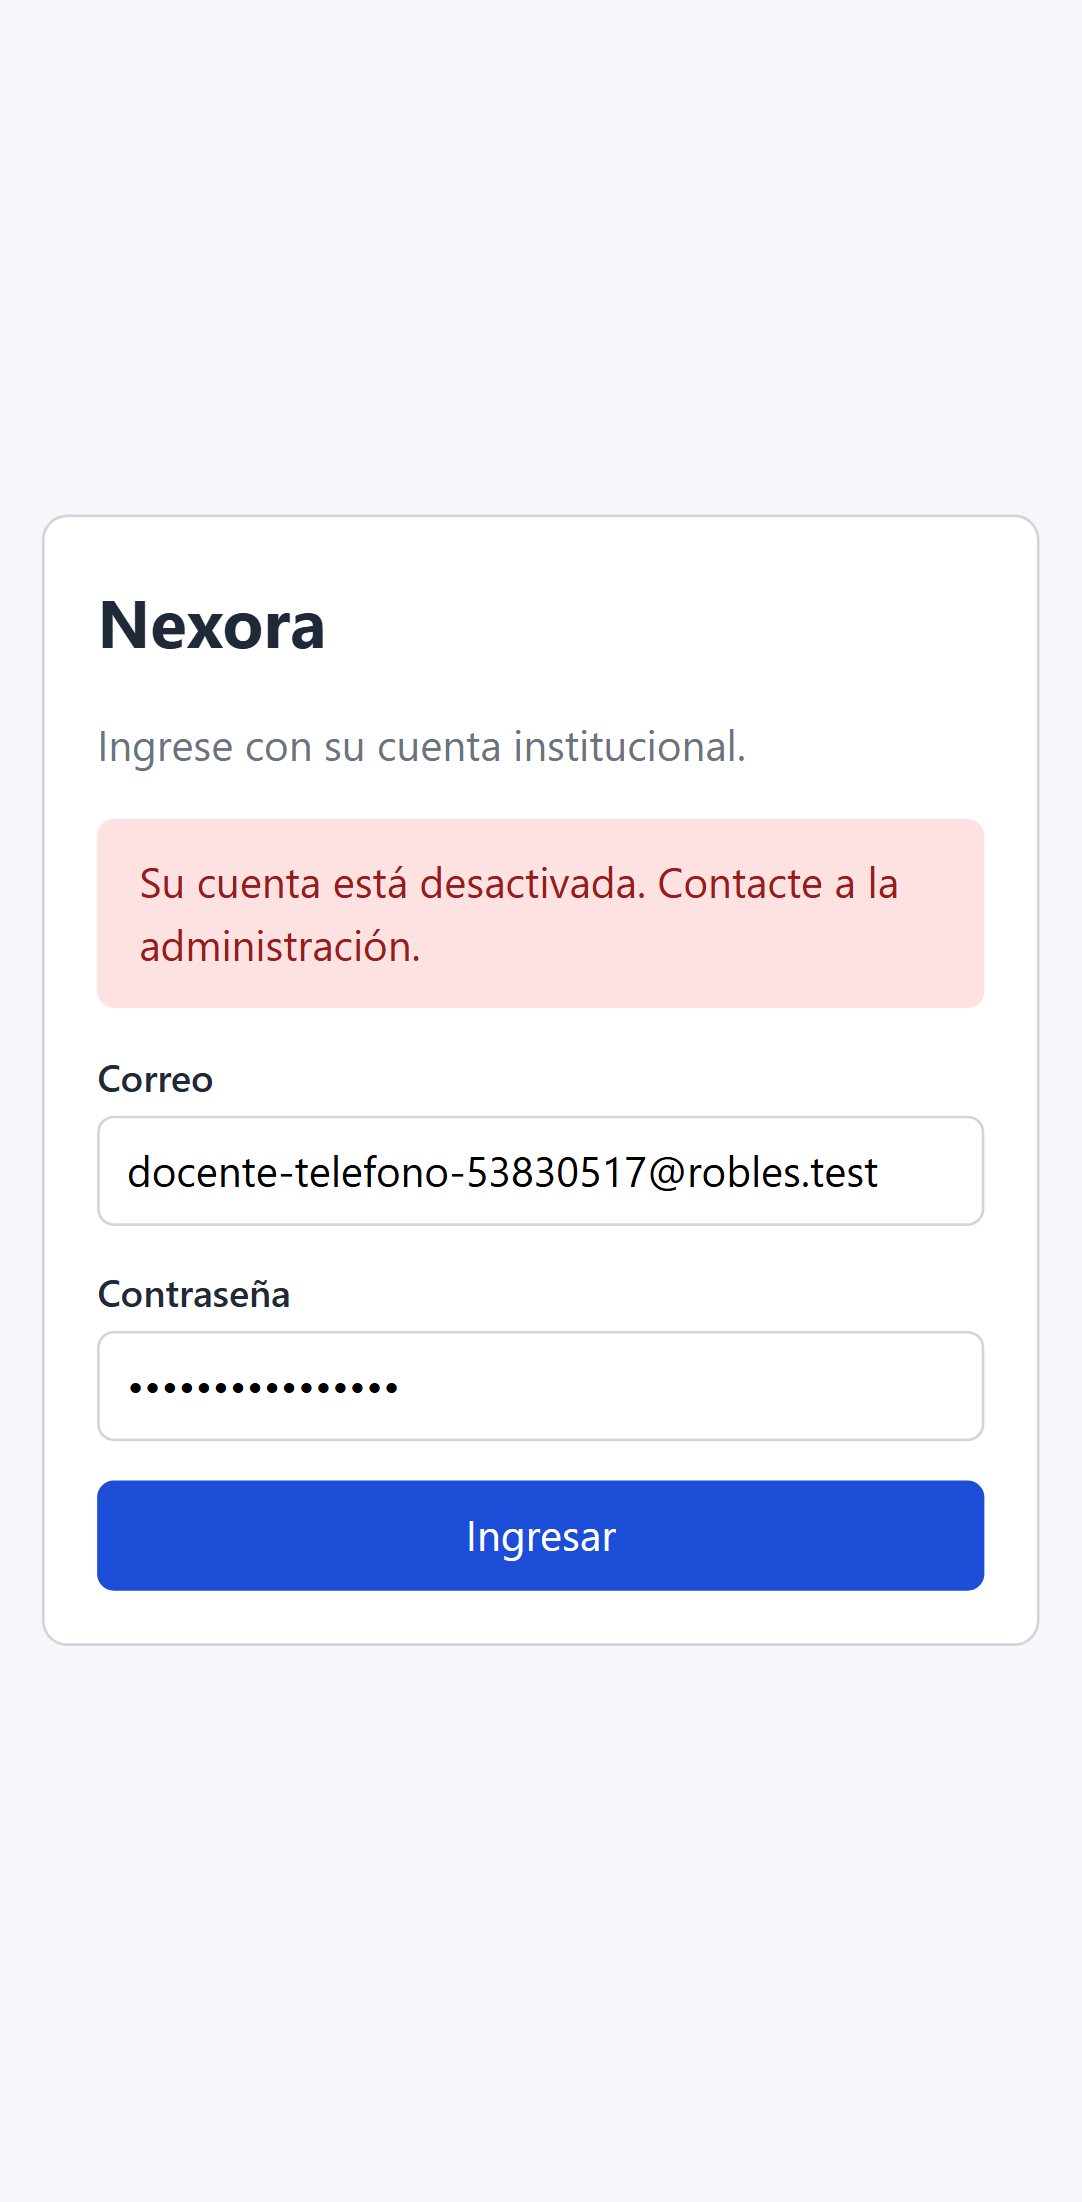 Nexora
Ingrese con su cuenta institucional.
Su cuenta está desactivada. Contacte a la
administración.
Correo
docente-telefono-53830517@robles.test
Contraseña
••••••••••••••••
Ingresar